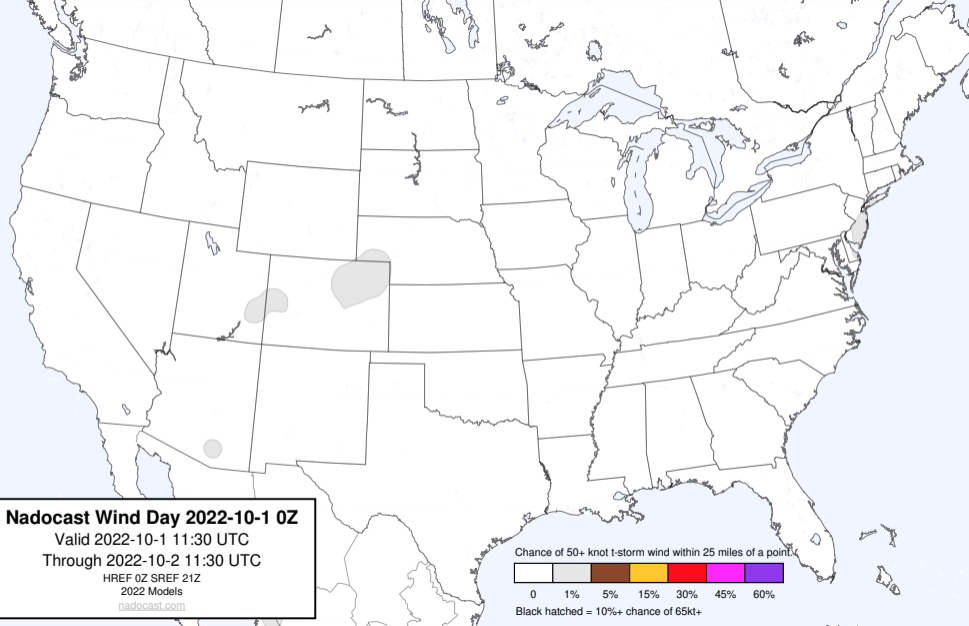 Nadocast Wind Day 2022-10-1 0Z
Valid 2022-10-1 11:30 UTC
Through 2022-10-2 11:30 UTC
HREF 0Z SREF 21Z
2022 Models
nadocast.com
Chance of 50+ knot t-storm wind within 25 miles of a point.
0 1% 5% 15% 30% 45% 60%
Black hatched = 10%+ chance of 65kt+